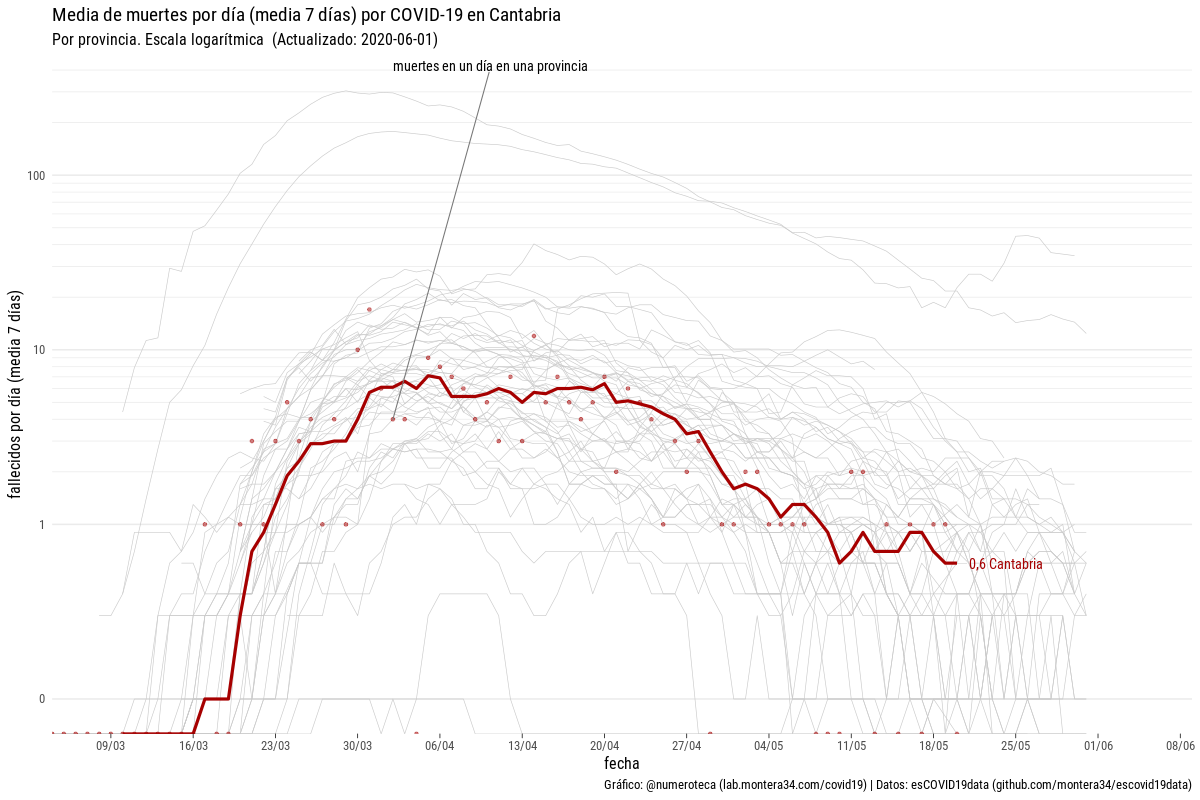 Media de muertes por día (media 7 días) por COVID-19 en Cantabria
Por provincia. Escala logarítmica (Actualizado: 2020-06-01)
muertes en un día en una provincia
fallecidos por día (media 7 días)
100
10
1
0
0,6 Cantabria
09/03 16/03 23/03 30/03 06/04 13/04 20/04 27/04 04/05 11/05 18/05 25/05 01/06 08/06
fecha
Gráfico: @numeroteca (lab.montera34.com/covid19) | Datos: esCOVID19data (github.com/montera34/escovid19data)